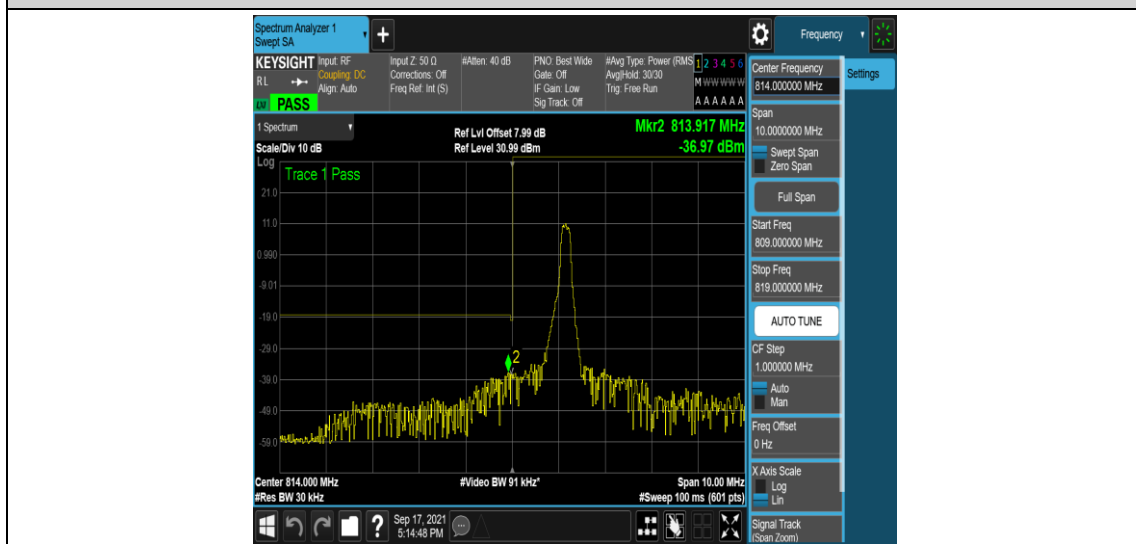 Spectrum Analyzer 1
Swept SA
Frequency
KEYSIGHT
RL
LW PASS
Input: RF
Coupling: DC
Align: Auto
Input Z: 50 Ω
Corrections: Off
Freq Ref: Int (S)
#Atten: 40 dB
PNO: Best Wide
Gate: Off
IF Gain: Low
Sig Track: Off
#Avg Type: Power (RMS
Avg|Hold: 30/30
Trig: Free Run
1 2 3 4 5 6
M W W W W W
A A A A A A
1 Spectrum
Scale/Div 10 dB
Ref Lvl Offset 7.99 dB
Ref Level 30.99 dBm
Mkr2 813.917 MHz
-36.97 dBm
Log
Trace 1 Pass
21.0
11.0
0.990
-9.01
-19.0
-29.0
-39.0
-49.0
-59.0
2
Center 814.000 MHz
#Res BW 30 kHz
#Video BW 91 kHz*
Span 10.00 MHz
#Sweep 100 ms (601 pts)
?
Sep 17, 2021
5:14:48 PM
Center Frequency
814.000000 MHz
Span
10.0000000 MHz
Swept Span
Zero Span
Full Span
Start Freq
809.000000 MHz
Stop Freq
819.000000 MHz
AUTO TUNE
CF Step
1.000000 MHz
Auto
Man
Freq Offset
0 Hz
X Axis Scale
Log
Lin
Signal Track
(Span Zoom)
Settings